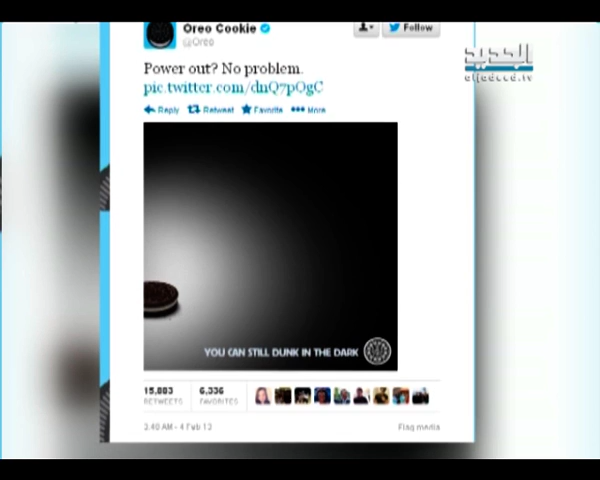 Oreo Cookie
@Oreo
Follow
الجديد
aljadeed.tv
Power out? No problem.
pic.twitter.com/dnQ7pOgC
Reply Retweet Favorite More
YOU CAN STILL DUNK IN THE DARK
15,883 6,336
RETWEETS FAVORITES
3:40 AM - 4 Feb 13 Flag media